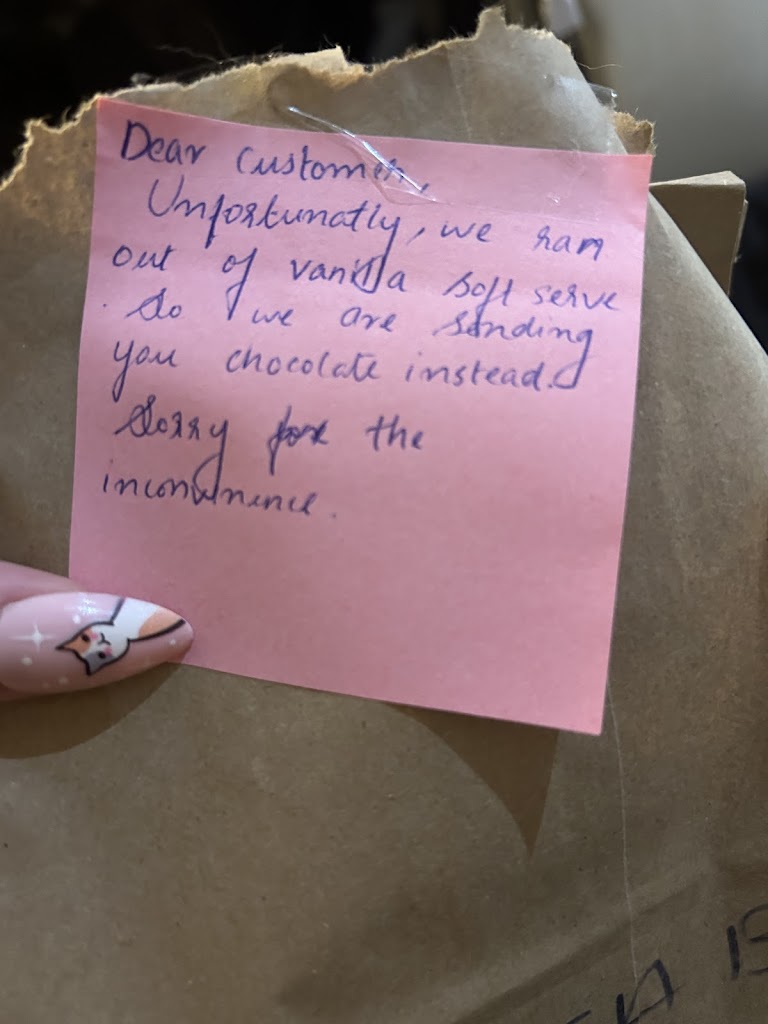 Dear customer,
Unfortunatly, we ran
out of vanilla soft serve
So we are sending
you chocolate instead.
Sorry for the
inconvinence.